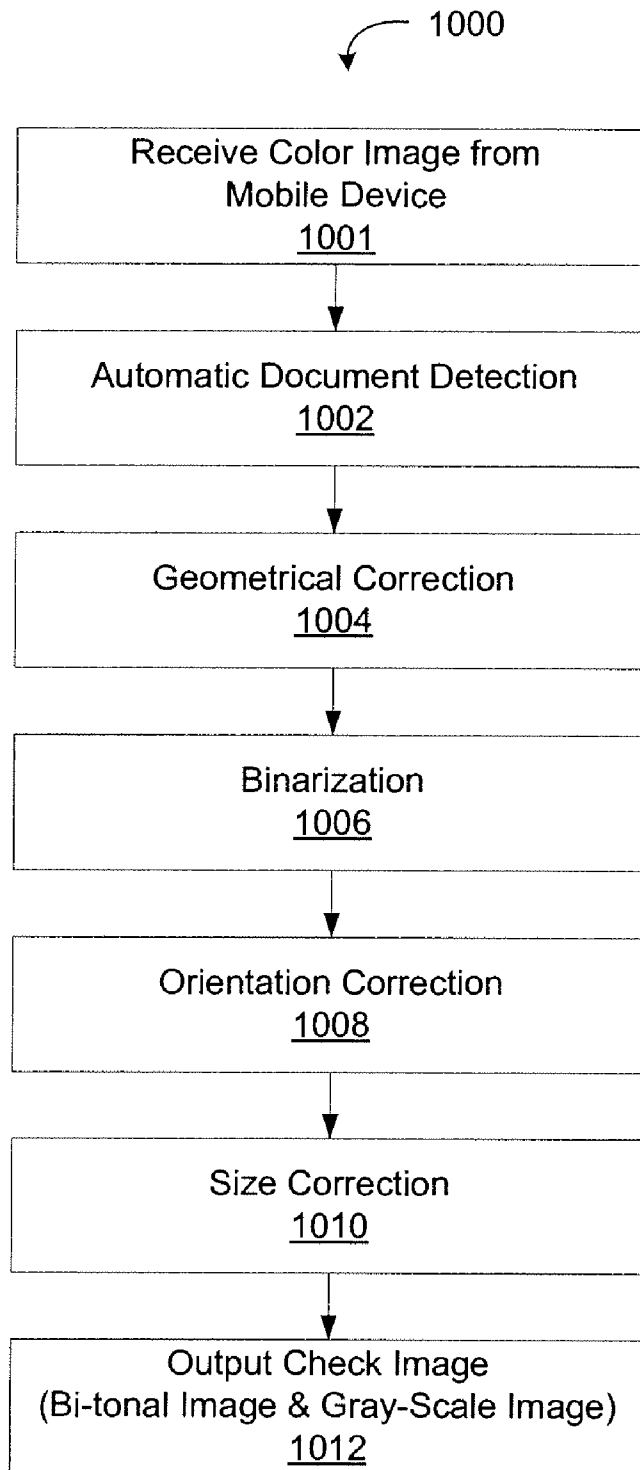 1000
Receive Color Image from
Mobile Device
1001
Automatic Document Detection
1002
Geometrical Correction
1004
Binarization
1006
Orientation Correction
1008
Size Correction
1010
Output Check Image
(Bi-tonal Image & Gray-Scale Image)
1012